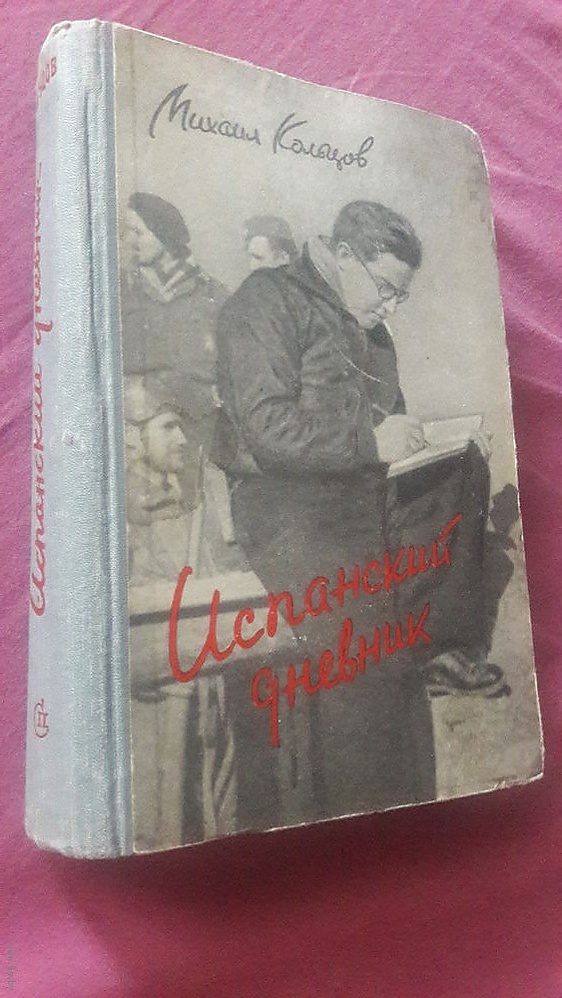 Михаил Кольцов
Испанский
дневник
Испанский дневник